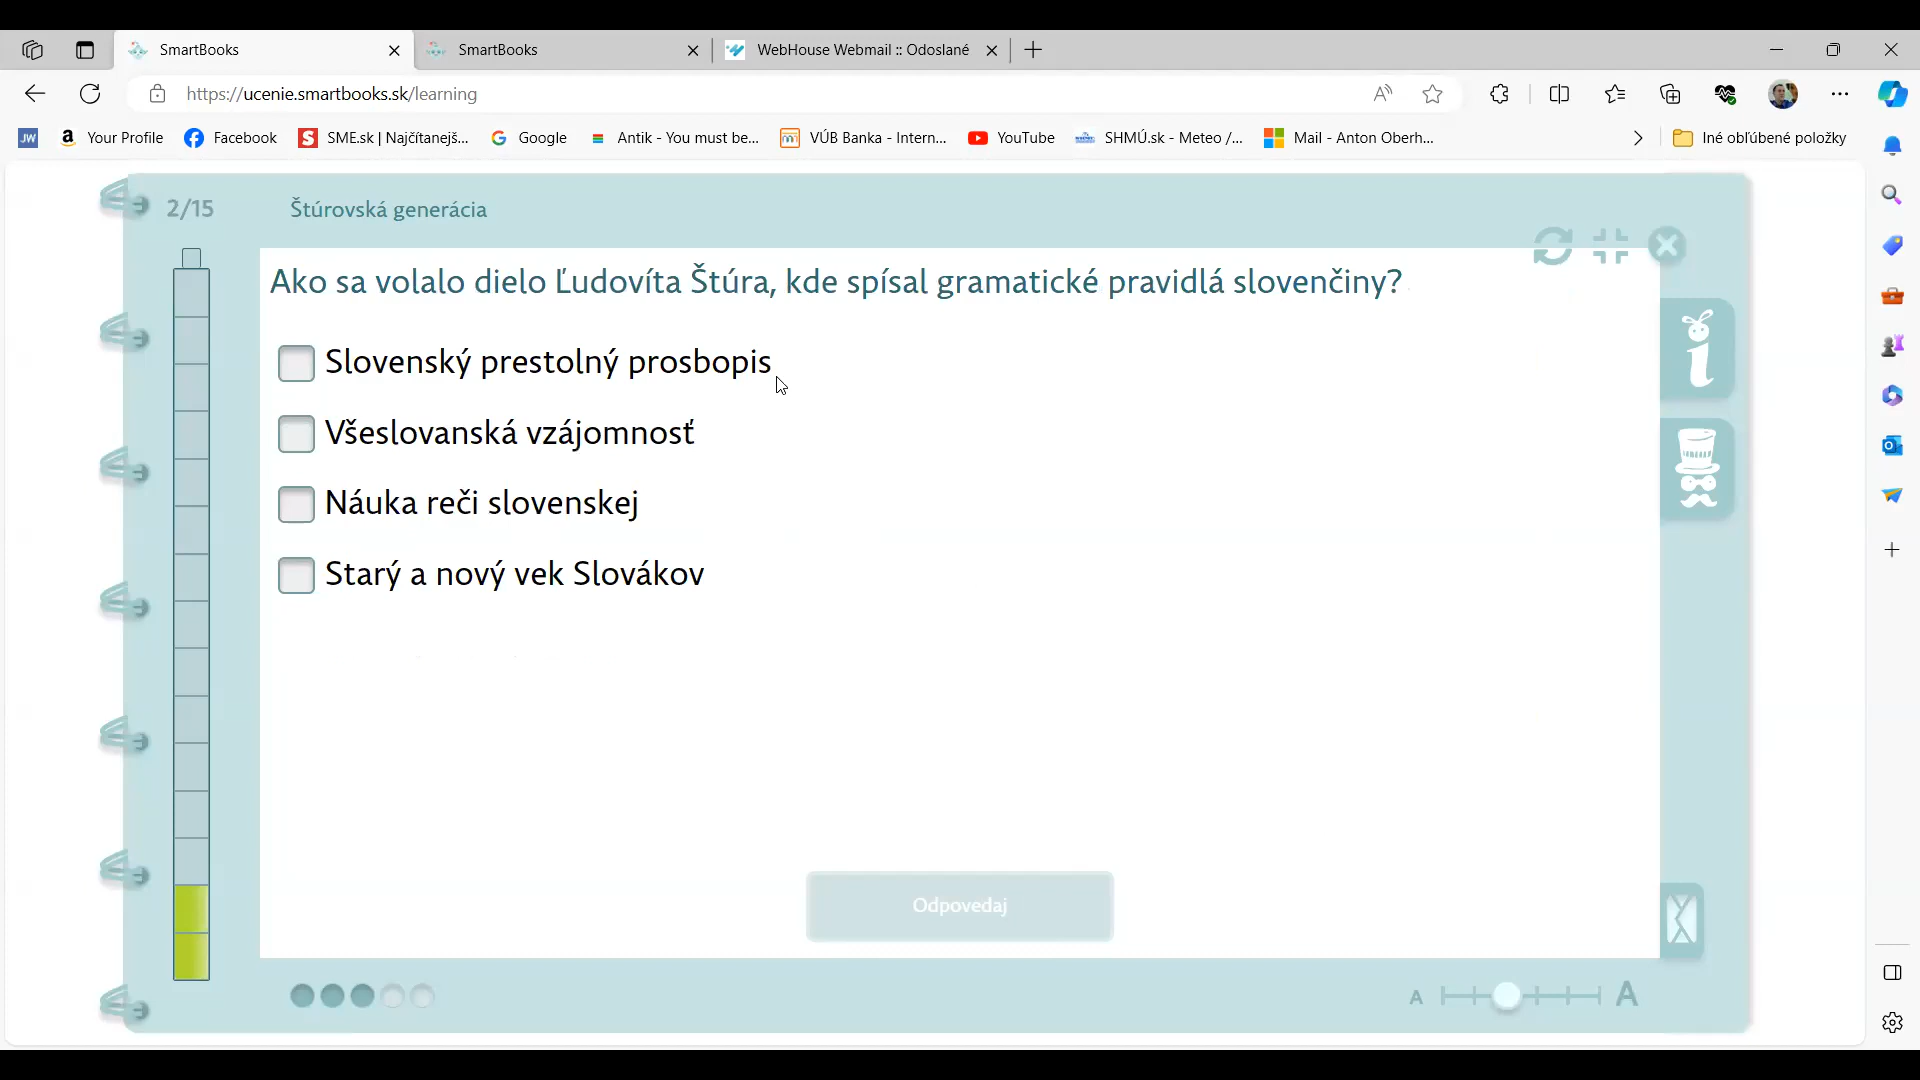 SmartBooks
SmartBooks
WebHouse Webmail :: Odoslané
https://ucenie.smartbooks.sk/learning
Your Profile
Facebook
SME.sk | Najčítanejš...
Google
Antik - You must be...
VÚB Banka - Intern...
YouTube
SHMÚ.sk - Meteo /...
Mail - Anton Oberh...
Iné obľúbené položky
2/15
Štúrovská generácia
Ako sa volalo dielo Ľudovíta Štúra, kde spísal gramatické pravidlá slovenčiny?
Slovenský prestolný prosbopis
Všeslovanská vzájomnosť
Náuka reči slovenskej
Starý a nový vek Slovákov
Odpovedaj
A A